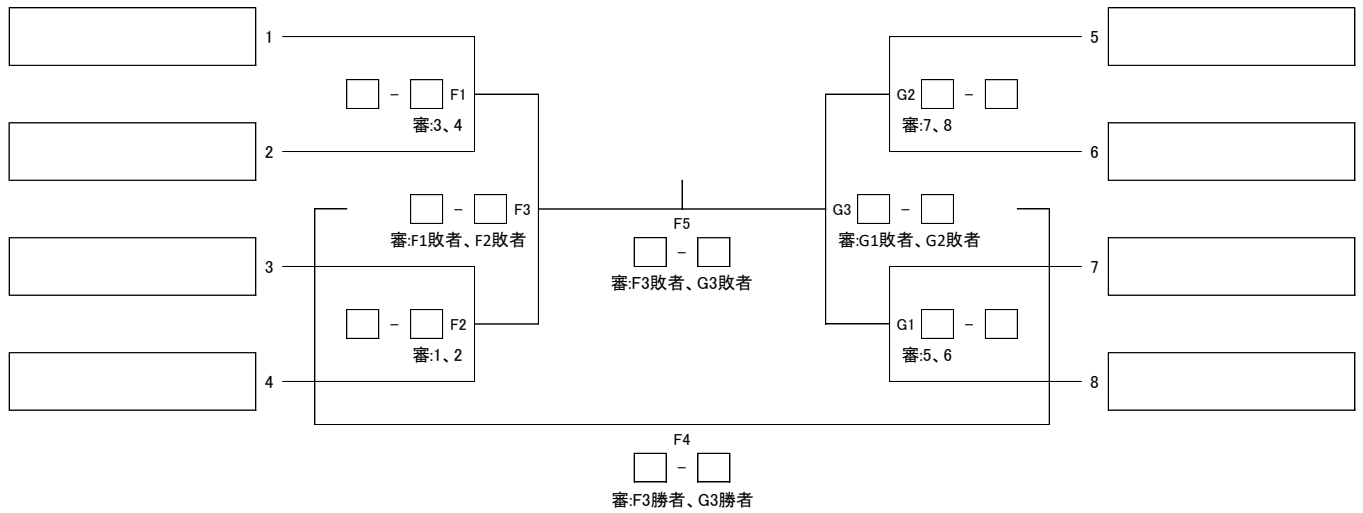 1
5
- F1
G2 -
審:3、4
審:7、8
2
6
- F3
G3 -
F5
審:F1敗者、F2敗者
審:G1敗者、G2敗者
-
3
7
審:F3敗者、G3敗者
- F2
G1 -
審:1、2
審:5、6
4
8
F4
-
審:F3勝者、G3勝者